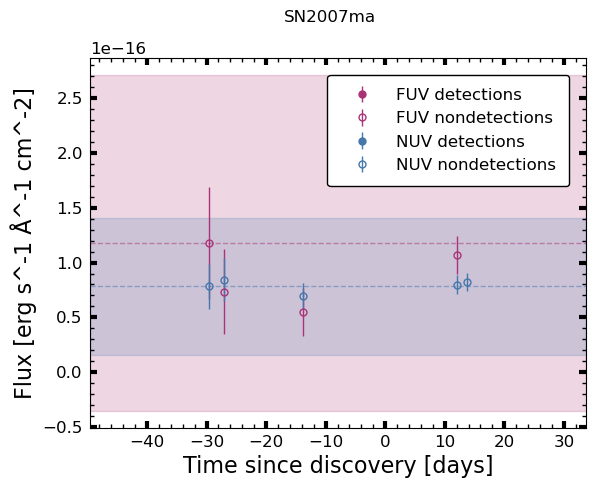 SN2007ma
1e−16
2.5
2.0
1.5
1.0
0.5
0.0
−0.5
Flux [erg s^-1 Å^-1 cm^-2]
FUV detections
FUV nondetections
NUV detections
NUV nondetections
−40 −30 −20 −10 0 10 20 30
Time since discovery [days]